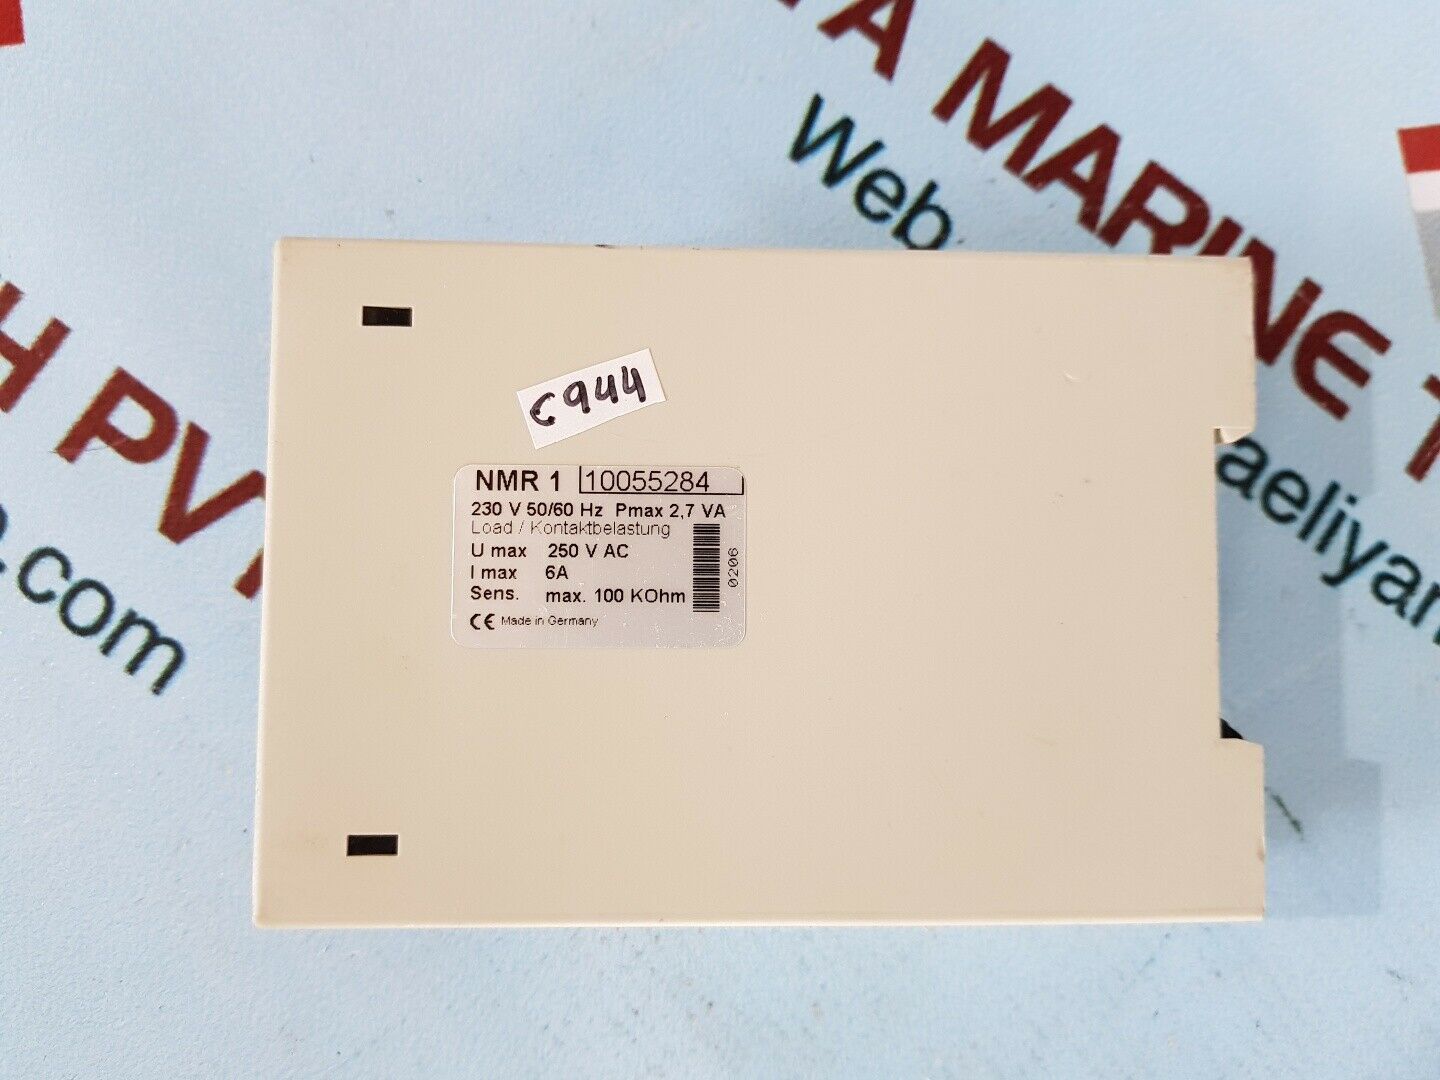 A MARINE T
Web
aeliyan
H PVT
.com
c944
NMR 1 10055284
230 V 50/60 Hz Pmax 2,7 VA
Load / Kontaktbelastung
U max 250 V AC
I max 6A
Sens. max. 100 KOhm
0206
CE Made in Germany